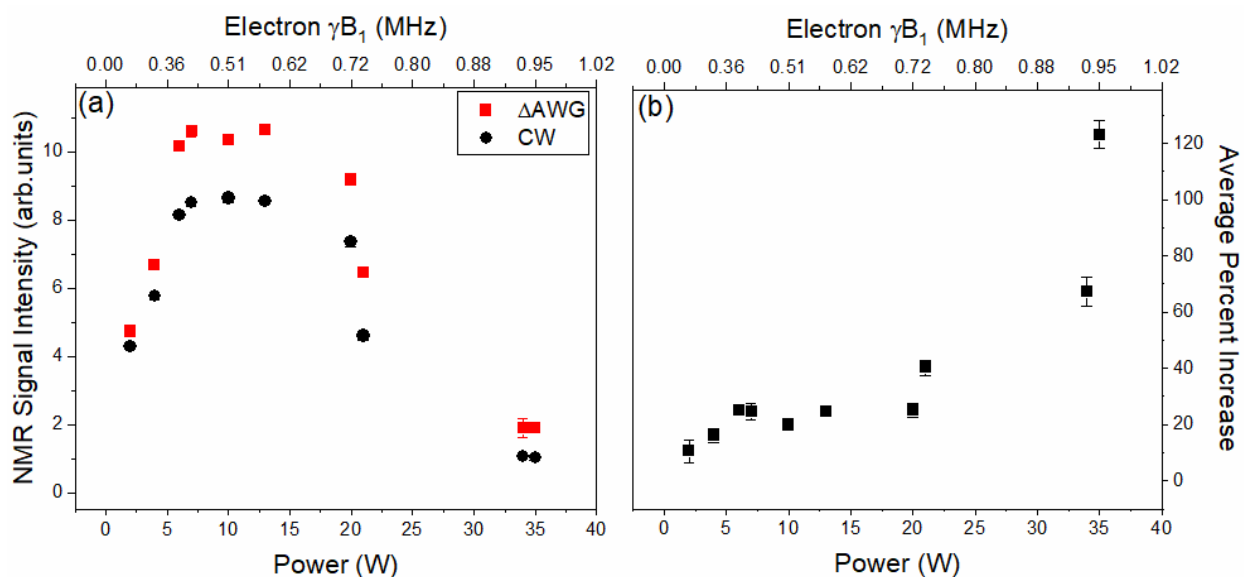 Electron γB1 (MHz)
0.00 0.36 0.51 0.62 0.72 0.80 0.88 0.95 1.02
(a)
ΔAWG
CW
10
8
6
4
2
0
NMR Signal Intensity (arb.units)
0 5 10 15 20 25 30 35 40
Power (W)
Electron γB1 (MHz)
0.00 0.36 0.51 0.62 0.72 0.80 0.88 0.95 1.02
(b)
120
100
80
60
40
20
0
Average Percent Increase
0 5 10 15 20 25 30 35 40
Power (W)